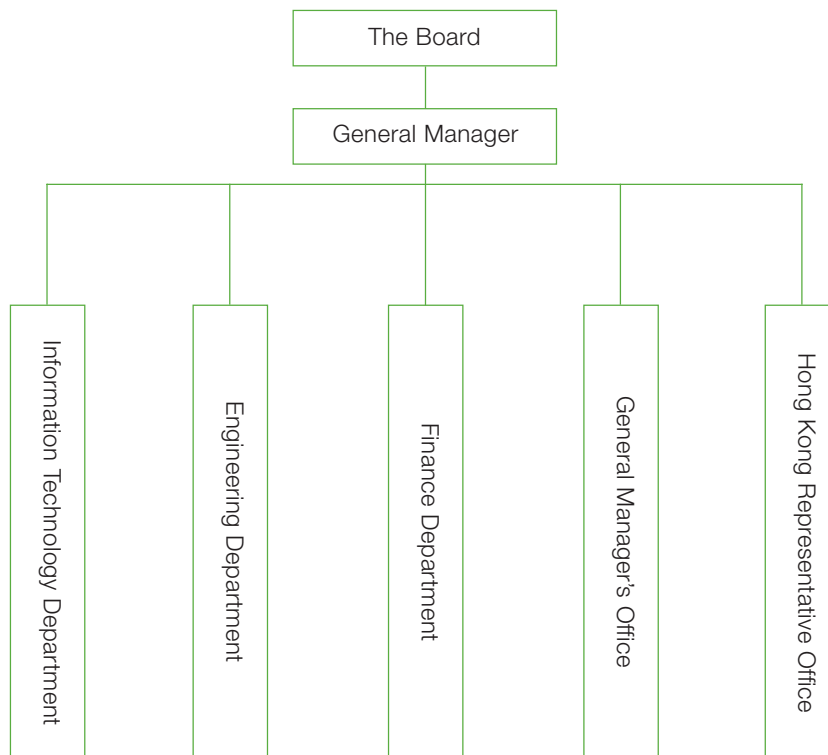 The Board
General Manager
Information Technology Department
Engineering Department
Finance Department
General Manager’s Office
Hong Kong Representative Office